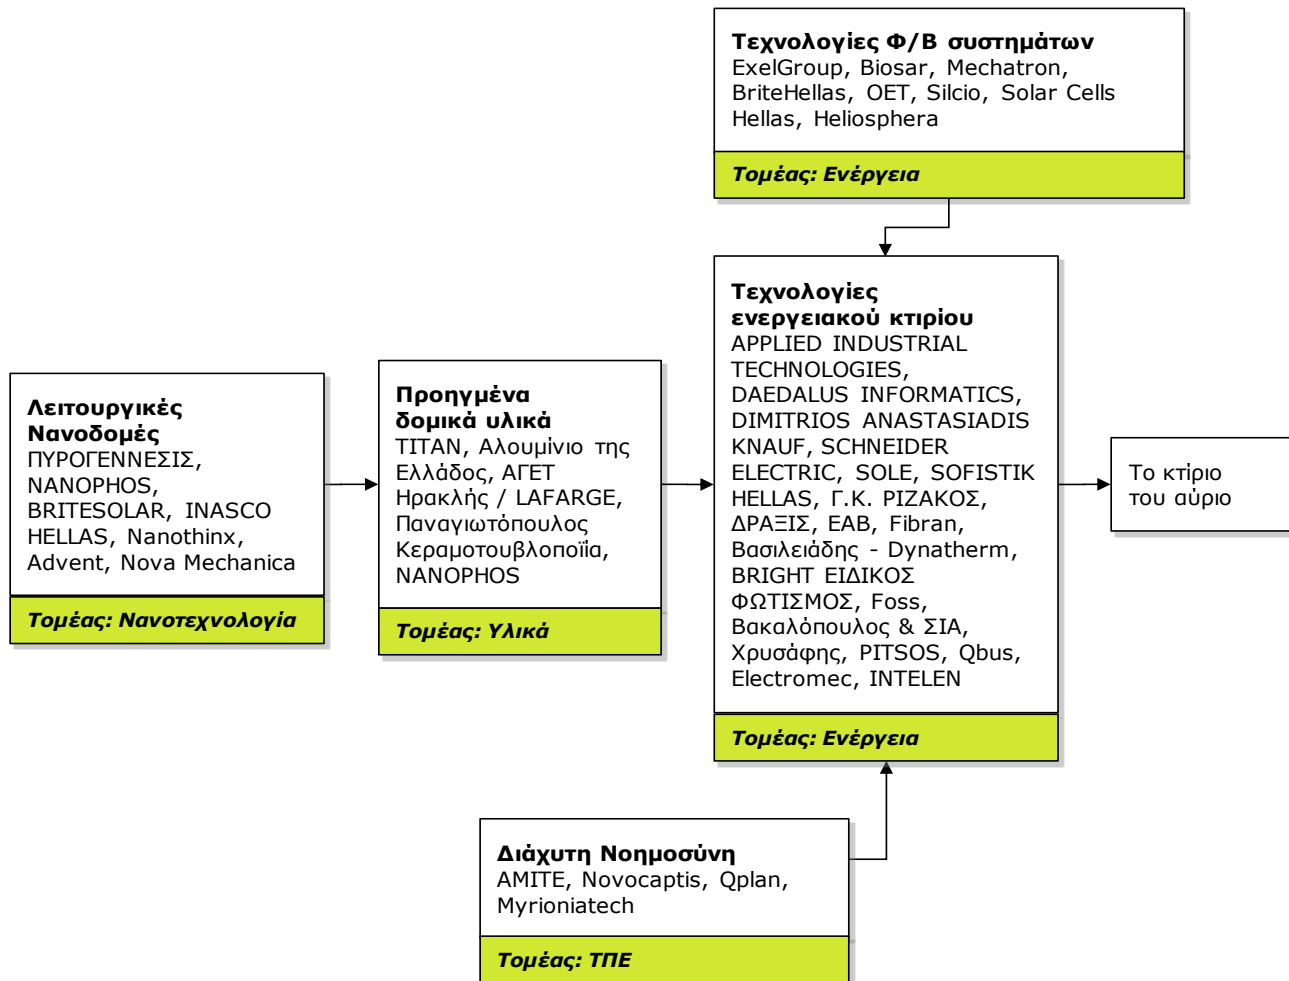 Τεχνολογίες Φ/Β συστημάτων
ExelGroup, Biosar, Mechatron,
BriteHellas, OET, Silcio, Solar Cells
Hellas, Heliosphera
Τομέας: Ενέργεια
Λειτουργικές
Νανοδομές
ΠΥΡΟΓΕΝΝΕΣΙΣ,
NANOPHOS,
BRITESOLAR, INASCO
HELLAS, Nanothinx,
Advent, Nova Mechanica
Τομέας: Νανοτεχνολογία
Προηγμένα
δομικά υλικά
ΤΙΤΑΝ, Αλουμίνιο της
Ελλάδος, ΑΓΕΤ
Ηρακλής / LAFARGE,
Παναγιωτόπουλος
Κεραμοτουβλοποϊία,
NANOPHOS
Τομέας: Υλικά
Τεχνολογίες
ενεργειακού κτιρίου
APPLIED INDUSTRIAL
TECHNOLOGIES,
DAEDALUS INFORMATICS,
DIMITRIOS ANASTASIADIS
KNAUF, SCHNEIDER
ELECTRIC, SOLE, SOFISTIK
HELLAS, Γ.Κ. ΡΙΖΑΚΟΣ,
ΔΡΑΞΙΣ, ΕΑΒ, Fibran,
Βασιλειάδης - Dynatherm,
BRIGHT ΕΙΔΙΚΟΣ
ΦΩΤΙΣΜΟΣ, Foss,
Βακαλόπουλος & ΣΙΑ,
Χρυσάφης, PITSOS, Qbus,
Electromec, INTELEN
Τομέας: Ενέργεια
Το κτίριο
του αύριο
Διάχυτη Νοημοσύνη
AMITE, Novocaptis, Qplan,
Myrioniatech
Τομέας: ΤΠΕ